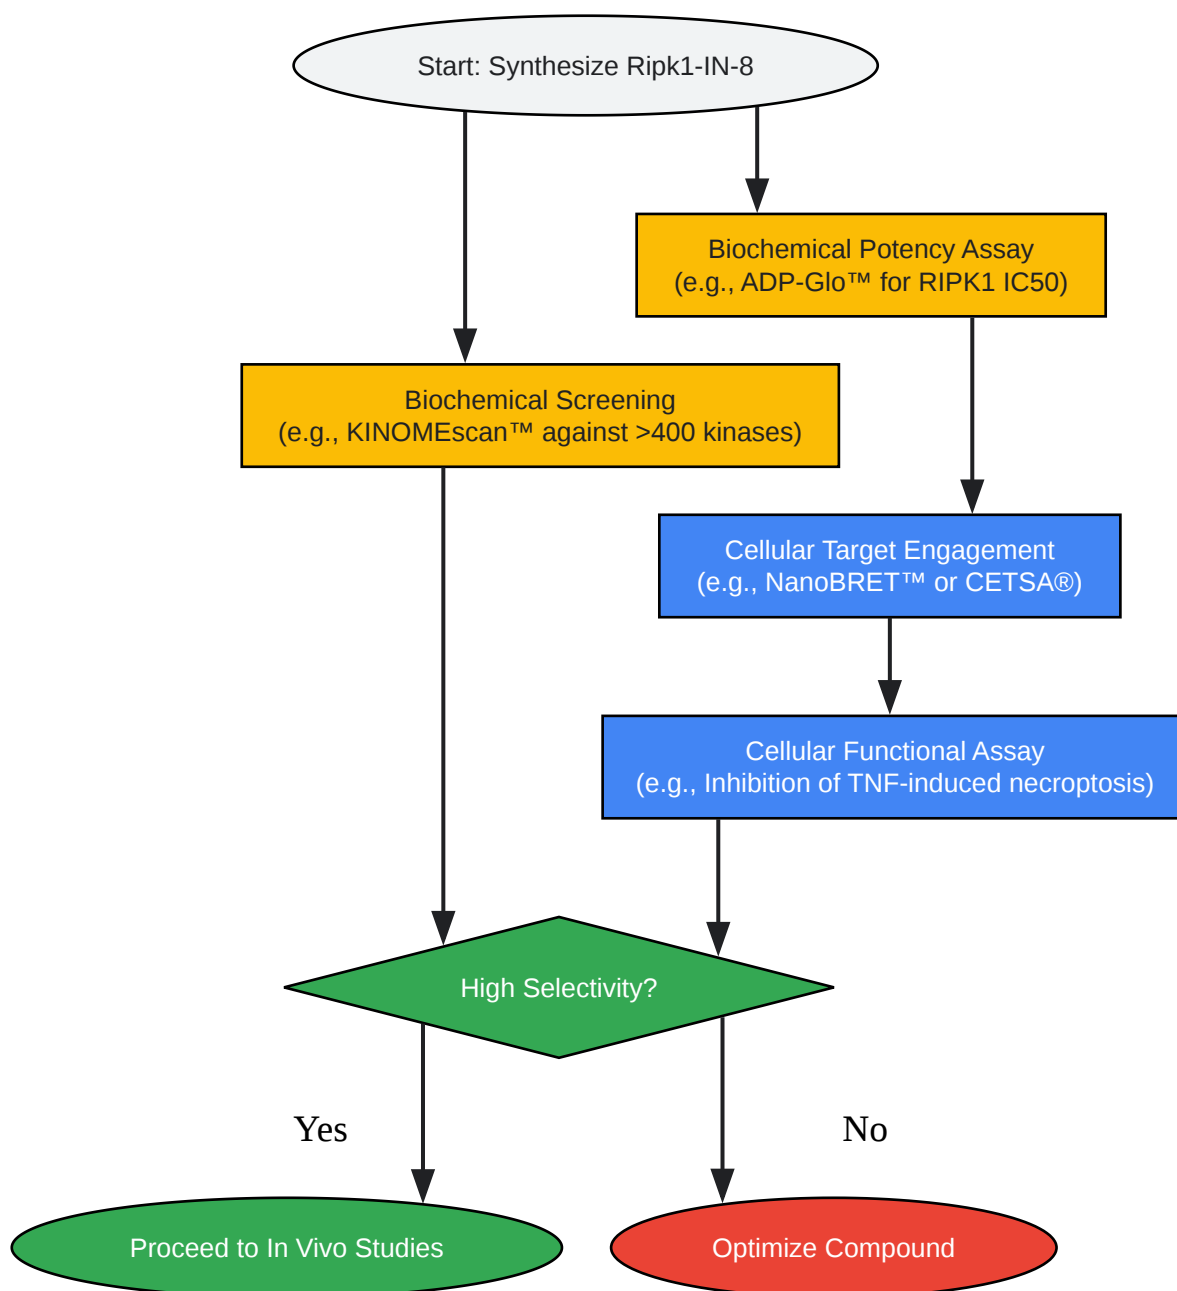 Start: Synthesize Ripk1-IN-8
Biochemical Potency Assay
(e.g., ADP-Glo™ for RIPK1 IC50)
Biochemical Screening
(e.g., KINOMEscan™ against >400 kinases)
Cellular Target Engagement
(e.g., NanoBRET™ or CETSA®)
Cellular Functional Assay
(e.g., Inhibition of TNF-induced necroptosis)
High Selectivity?
Yes
No
Proceed to In Vivo Studies
Optimize Compound